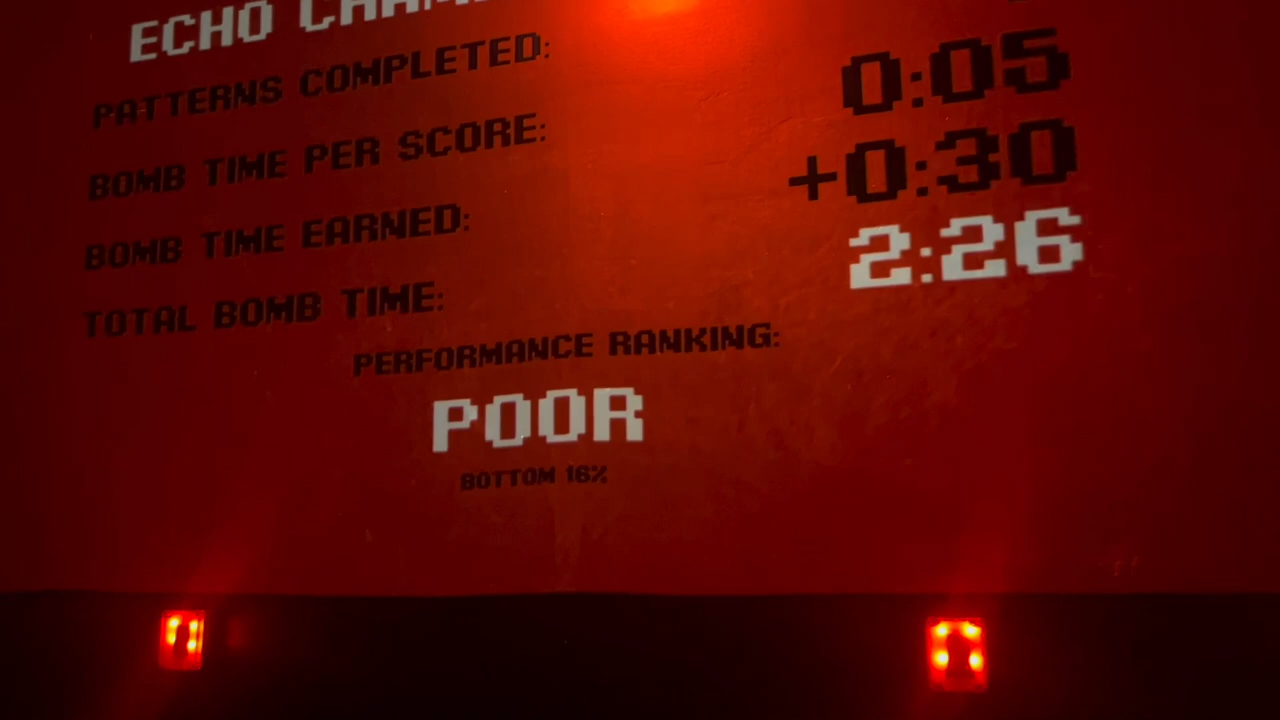 ECHO
PATTERNS COMPLETED:
BOMB TIME PER SCORE: 0:05
BOMB TIME EARNED: +0:30
TOTAL BOMB TIME: 2:26
PERFORMANCE RANKING:
POOR
BOTTOM 16%